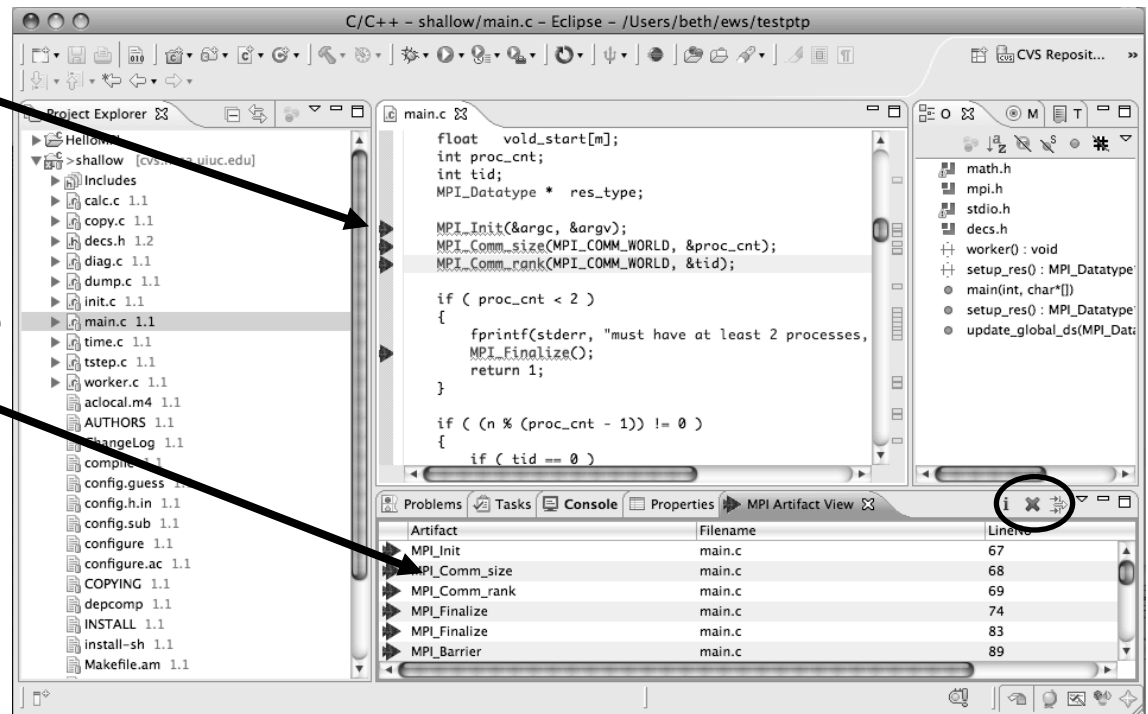 C/C++ – shallow/main.c – Eclipse – /Users/beth/ews/testptp
CVS Reposit... »
Project Explorer
>shallow [cvs. uiuc.edu]
Includes
calc.c 1.1
copy.c 1.1
decs.h 1.2
diag.c 1.1
dump.c 1.1
init.c 1.1
main.c 1.1
time.c 1.1
tstep.c 1.1
worker.c 1.1
aclocal.m4 1.1
AUTHORS 1.1
ChangeLog 1.1
compile
config.guess 1.1
config.h.in 1.1
config.sub 1.1
configure 1.1
configure.ac 1.1
COPYING 1.1
depcomp 1.1
INSTALL 1.1
install-sh 1.1
Makefile.am 1.1
main.c
float vold_start[m];
int proc_cnt;
int tid;
MPI_Datatype * res_type;
MPI_Init(&argc, &argv);
MPI_Comm_size(MPI_COMM_WORLD, &proc_cnt);
MPI_Comm_rank(MPI_COMM_WORLD, &tid);
if ( proc_cnt < 2 )
{
fprintf(stderr, "must have at least 2 processes,
MPI_Finalize();
return 1;
}
if ( (n % (proc_cnt - 1)) != 0 )
{
if ( tid == 0 )
O M T
math.h
mpi.h
stdio.h
decs.h
worker() : void
setup_res() : MPI_Datatype
main(int, char*[])
setup_res() : MPI_Datatype
update_global_ds(MPI_Data
Problems Tasks Console Properties MPI Artifact View
Artifact Filename LineNo
MPI_Init main.c 67
MPI_Comm_size main.c 68
MPI_Comm_rank main.c 69
MPI_Finalize main.c 74
MPI_Finalize main.c 83
MPI_Barrier main.c 89